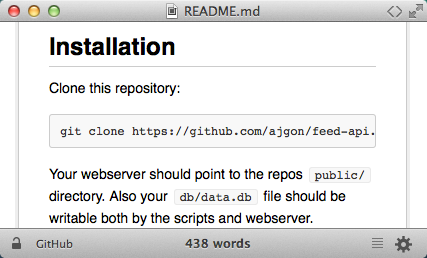 README.md
Installation
Clone this repository:
git clone https://github.com/ajgon/feed-api.
Your webserver should point to the repos public/
directory. Also your db/data.db file should be
writable both by the scripts and webserver.
GitHub 438 words